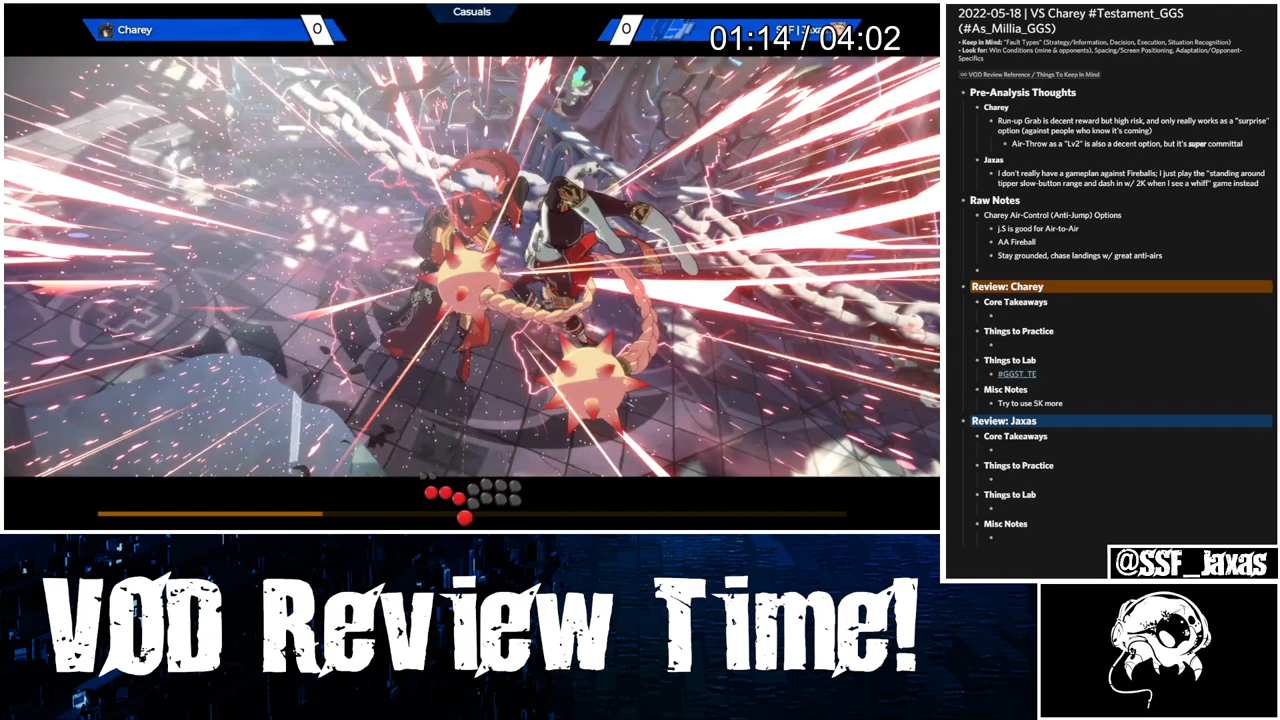 Casuals
Charey
0
0
01:14 / 04:02
2022-05-18 | VS Charey #Testament_GGS
(#As_Millia_GGS)
- Keep in Mind: "Fault Types" (Strategy/Information, Decision, Execution, Situation Recognition)
- Look for: Win Conditions (mine & opponents), Spacing/Screen Positioning, Adaptation/Opponent-
Specifics
VOD Review Reference / Things To Keep In Mind
Pre-Analysis Thoughts
Charey
Run-up Grab is decent reward but high risk, and only really works as a "surprise"
option (against people who know it's coming)
Air-Throw as a "Lv2" is also a decent option, but it's super committal
Jaxas
I don't really have a gameplan against Fireballs; I just play the "standing around
tipper slow-button range and dash in w/ 2K when I see a whiff" game instead
Raw Notes
Charey Air-Control (Anti-Jump) Options
j.S is good for Air-to-Air
AA Fireball
Stay grounded, chase landings w/ great anti-airs
Review: Charey
Core Takeaways
Things to Practice
Things to Lab
#GGST_TE
Misc Notes
Try to use 5K more
Review: Jaxas
Core Takeaways
Things to Practice
Things to Lab
Misc Notes
@SSF_Jaxas
VOD Review Time!